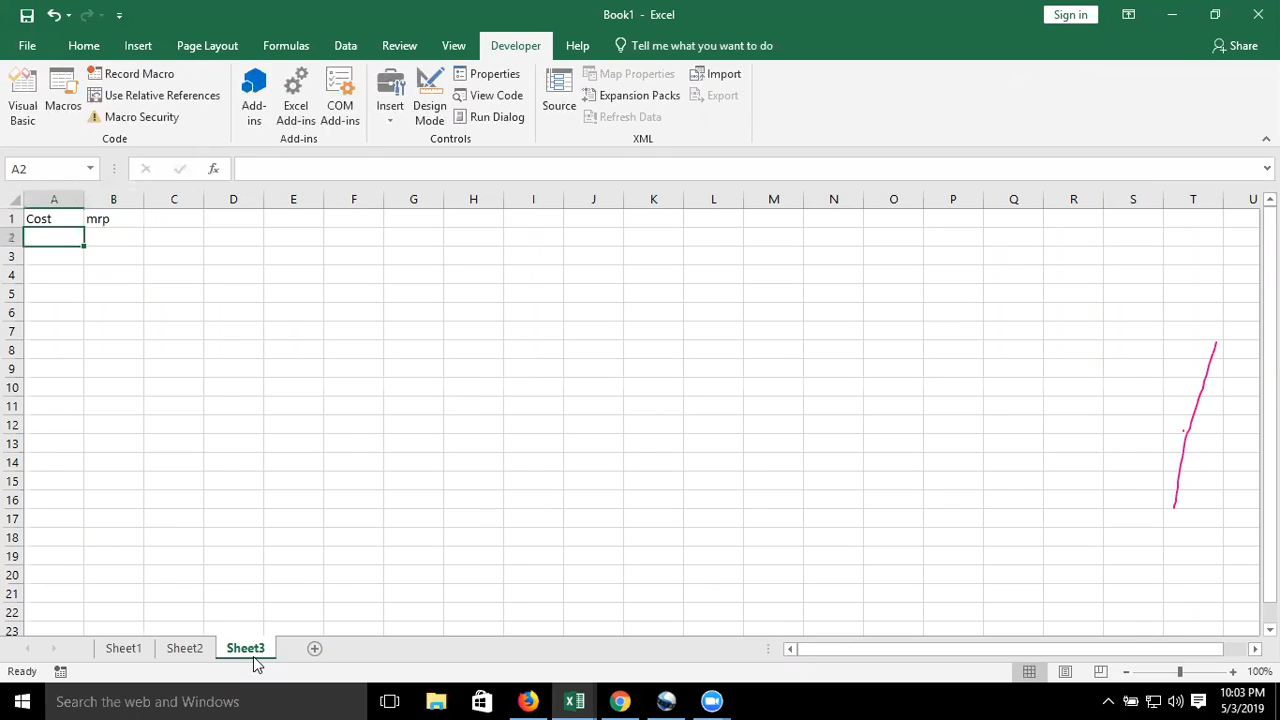 Book1 - Excel
Sign in
File Home Insert Page Layout Formulas Data Review View Developer Help Tell me what you want to do Share
Visual Basic
Macros
Record Macro
Use Relative References
Macro Security
Code
Add-ins
Excel Add-ins
COM Add-ins
Add-ins
Insert
Design Mode
Properties
View Code
Run Dialog
Controls
Source
Map Properties
Expansion Packs
Refresh Data
Import
Export
XML
A2
fx
A B C D E F G H I J K L M N O P Q R S T U
1 Cost mrp
2
3
4
5
6
7
8
9
10
11
12
13
14
15
16
17
18
19
20
21
22
23
Sheet1 Sheet2 Sheet3
Ready
100%
Search the web and Windows
10:03 PM
5/3/2019